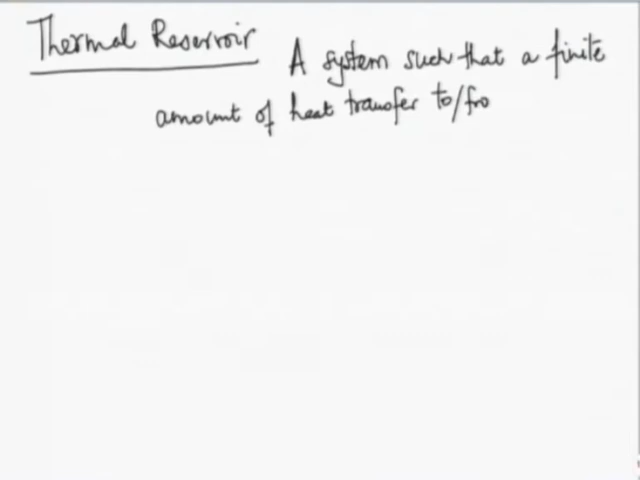 Thermal Reservoir A system such that a finite
amount of heat transfer to/fro